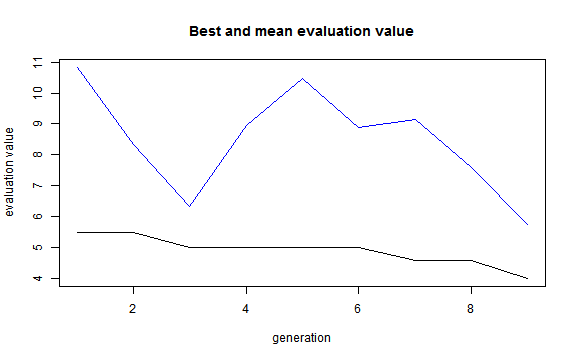 Best and mean evaluation value
evaluation value
11
10
9
8
7
6
5
4
2 4 6 8
generation